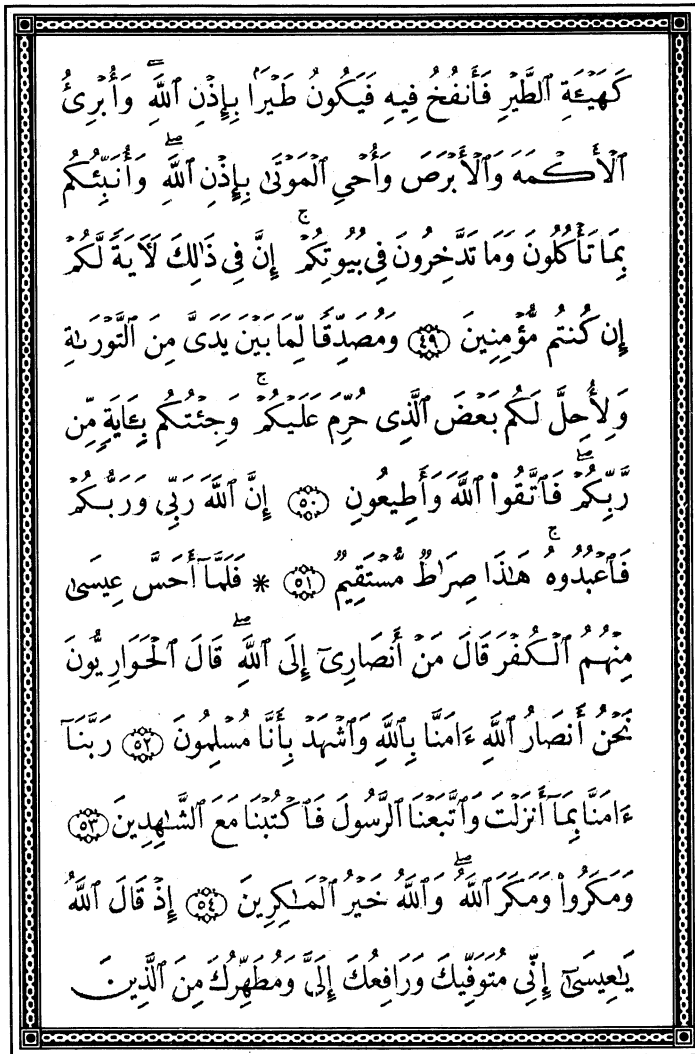 كَهَيْـَٔةِ ٱلطَّيْرِ فَأَنفُخُ فِيهِ فَيَكُونُ طَيْرَۢا بِإِذْنِ ٱللَّهِۖ وَأُبْرِئُ
ٱلْأَكْمَهَ وَٱلْأَبْرَصَ وَأُحْىِ ٱلْمَوْتَىٰ بِإِذْنِ ٱللَّهِۖ وَأُنَبِّئُكُم
بِمَا تَأْكُلُونَ وَمَا تَدَّخِرُونَ فِى بُيُوتِكُمْۚ إِنَّ فِى ذَٰلِكَ لَـَٔايَةً لَّكُمْ
إِن كُنتُم مُّؤْمِنِينَ ٤٩ وَمُصَدِّقًا لِّمَا بَيْنَ يَدَىَّ مِنَ ٱلتَّوْرَىٰةِ
وَلِأُحِلَّ لَكُم بَعْضَ ٱلَّذِى حُرِّمَ عَلَيْكُمْۚ وَجِئْتُكُم بِـَٔايَةٍ مِّن
رَّبِّكُمْۖ فَٱتَّقُوا۟ ٱللَّهَ وَأَطِيعُونِ ٥٠ إِنَّ ٱللَّهَ رَبِّى وَرَبُّكُمْ
فَٱعْبُدُوهُۚ هَـٰذَا صِرَٰطٌ مُّسْتَقِيمٌ ٥١ * فَلَمَّآ أَحَسَّ عِيسَىٰ
مِنْهُمُ ٱلْكُفْرَ قَالَ مَنْ أَنصَارِىٓ إِلَى ٱللَّهِۖ قَالَ ٱلْحَوَارِيُّونَ
نَحْنُ أَنصَارُ ٱللَّهِ ءَامَنَّا بِٱللَّهِ وَٱشْهَدْ بِأَنَّا مُسْلِمُونَ ٥٢ رَبَّنَآ
ءَامَنَّا بِمَآ أَنزَلْتَ وَٱتَّبَعْنَا ٱلرَّسُولَ فَٱكْتُبْنَا مَعَ ٱلشَّـٰهِدِينَ ٥٣
وَمَكَرُوا۟ وَمَكَرَ ٱللَّهُۖ وَٱللَّهُ خَيْرُ ٱلْمَـٰكِرِينَ ٥٤ إِذْ قَالَ ٱللَّهُ
يَـٰعِيسَىٰٓ إِنِّى مُتَوَفِّيكَ وَرَافِعُكَ إِلَىَّ وَمُطَهِّرُكَ مِنَ ٱلَّذِينَ